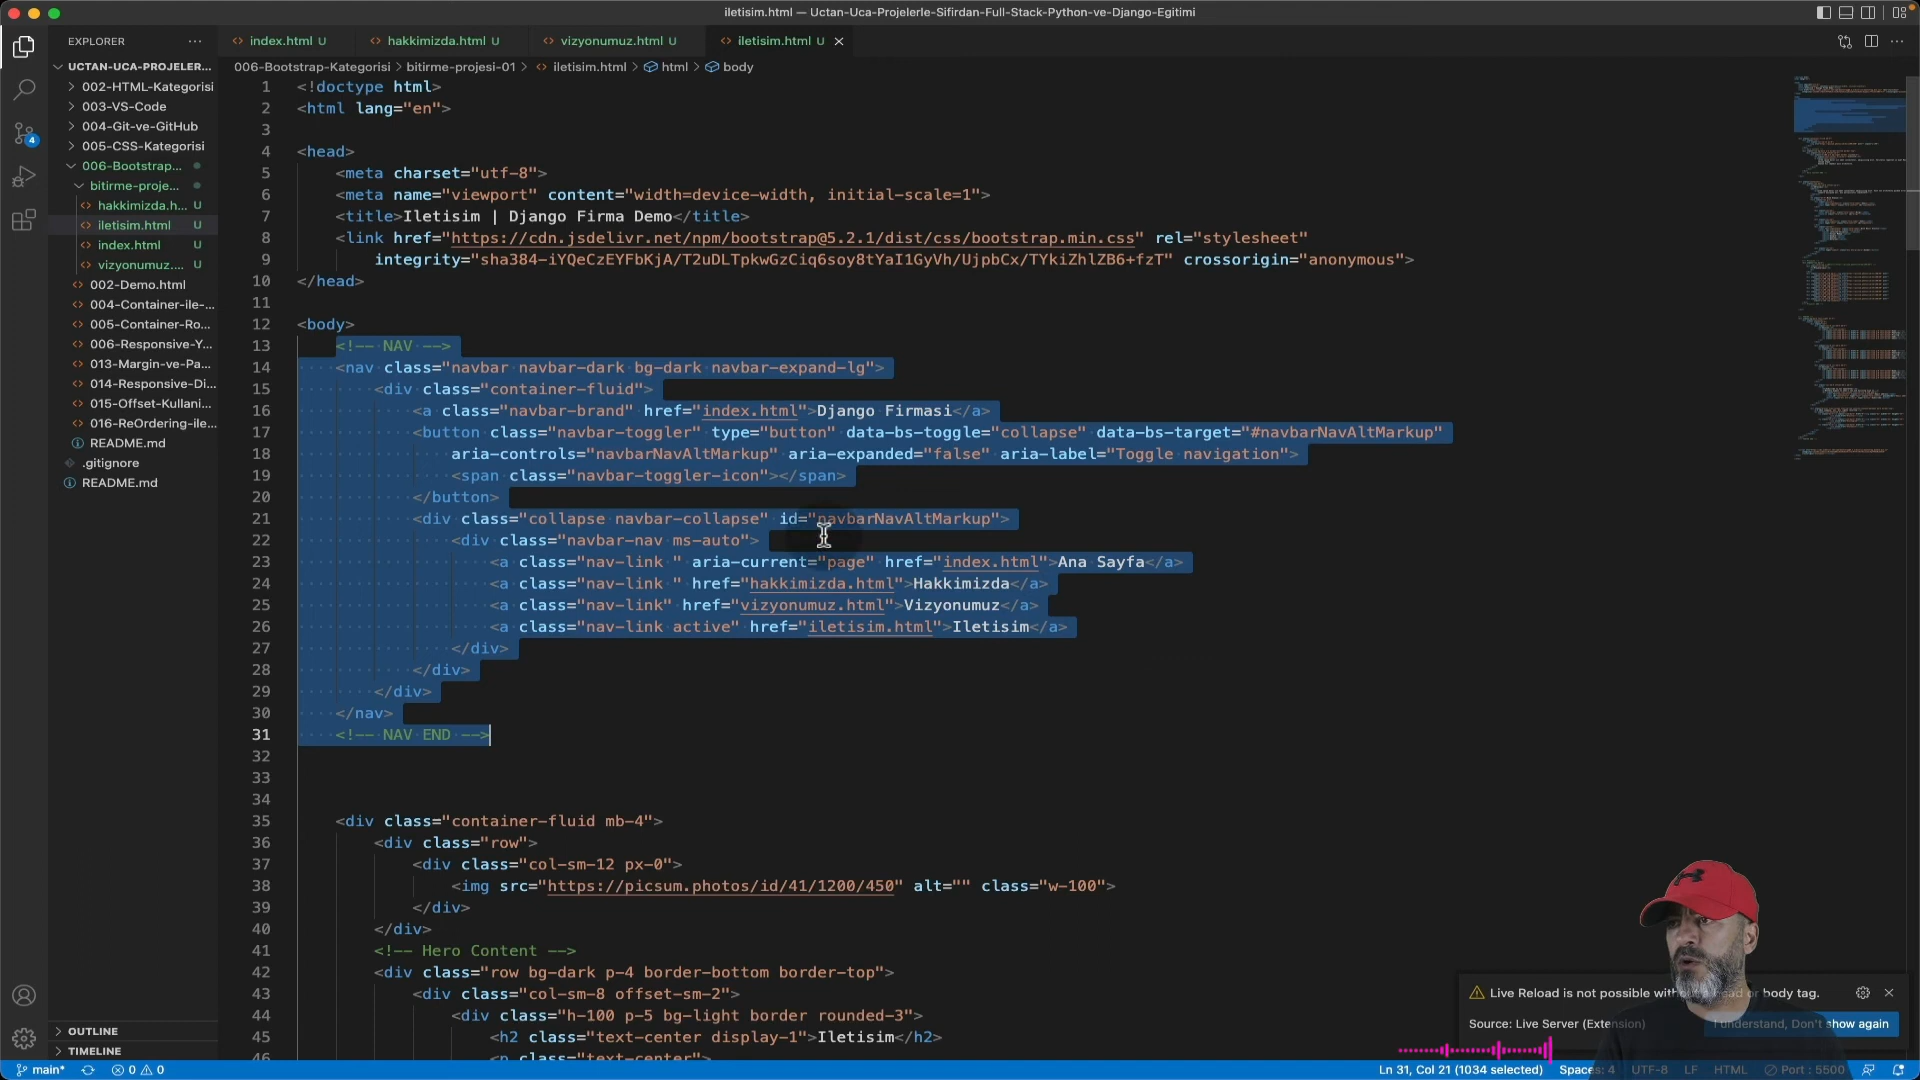 iletisim.html — Uctan-Uca-Projelerle-Sifirdan-Full-Stack-Python-ve-Django-Egitimi
EXPLORER
index.html U
hakkimizda.html U
vizyonumuz.html U
iletisim.html U
006-Bootstrap-Kategorisi > bitirme-projesi-01 > iletisim.html > html > body
UCTAN-UCA-PROJELER...
002-HTML-Kategorisi
003-VS-Code
004-Git-ve-GitHub
005-CSS-Kategorisi
006-Bootstrap...
bitirme-proje...
hakkimizda.h... U
iletisim.html U
index.html U
vizyonumuz.... U
002-Demo.html
004-Container-ile-...
005-Container-Ro...
006-Responsive-Y...
013-Margin-ve-Pa...
014-Responsive-Di...
015-Offset-Kullani...
016-ReOrdering-ile...
README.md
.gitignore
README.md
4
OUTLINE
TIMELINE
1 <!doctype html>
2 <html lang="en">
3
4 <head>
5 <meta charset="utf-8">
6 <meta name="viewport" content="width=device-width, initial-scale=1">
7 <title>Iletisim | Django Firma Demo</title>
8 <link href="https://cdn.jsdelivr.net/npm/bootstrap@5.2.1/dist/css/bootstrap.min.css" rel="stylesheet"
9 integrity="sha384-iYQeCzEYFbKjA/T2uDLTpkwGzCiq6soy8tYaI1GyVh/UjpbCx/TYkiZhlZB6+fzT" crossorigin="anonymous">
10 </head>
11
12 <body>
13 <!-- NAV -->
14 <nav class="navbar navbar-dark bg-dark navbar-expand-lg">
15 <div class="container-fluid">
16 <a class="navbar-brand" href="index.html">Django Firmasi</a>
17 <button class="navbar-toggler" type="button" data-bs-toggle="collapse" data-bs-target="#navbarNavAltMarkup"
18 aria-controls="navbarNavAltMarkup" aria-expanded="false" aria-label="Toggle navigation">
19 <span class="navbar-toggler-icon"></span>
20 </button>
21 <div class="collapse navbar-collapse" id="navbarNavAltMarkup">
22 <div class="navbar-nav ms-auto">
23 <a class="nav-link " aria-current="page" href="index.html">Ana Sayfa</a>
24 <a class="nav-link " href="hakkimizda.html">Hakkimizda</a>
25 <a class="nav-link" href="vizyonumuz.html">Vizyonumuz</a>
26 <a class="nav-link active" href="iletisim.html">Iletisim</a>
27 </div>
28 </div>
29 </div>
30 </nav>
31 <!-- NAV END -->
32
33
34
35 <div class="container-fluid mb-4">
36 <div class="row">
37 <div class="col-sm-12 px-0">
38 <img src="https://picsum.photos/id/41/1200/450" alt="" class="w-100">
39 </div>
40 </div>
41 <!-- Hero Content -->
42 <div class="row bg-dark p-4 border-bottom border-top">
43 <div class="col-sm-8 offset-sm-2">
44 <div class="h-100 p-5 bg-light border rounded-3">
45 <h2 class="text-center display-1">Iletisim</h2>
46 <p class="text-center">
Live Reload is not possible or body tag.
Source: Live Server (Extension)
I understand, Don't show again
main* 0 0
Ln 31, Col 21 (1034 selected) Spaces: 4 UTF-8 LF HTML Port : 5500